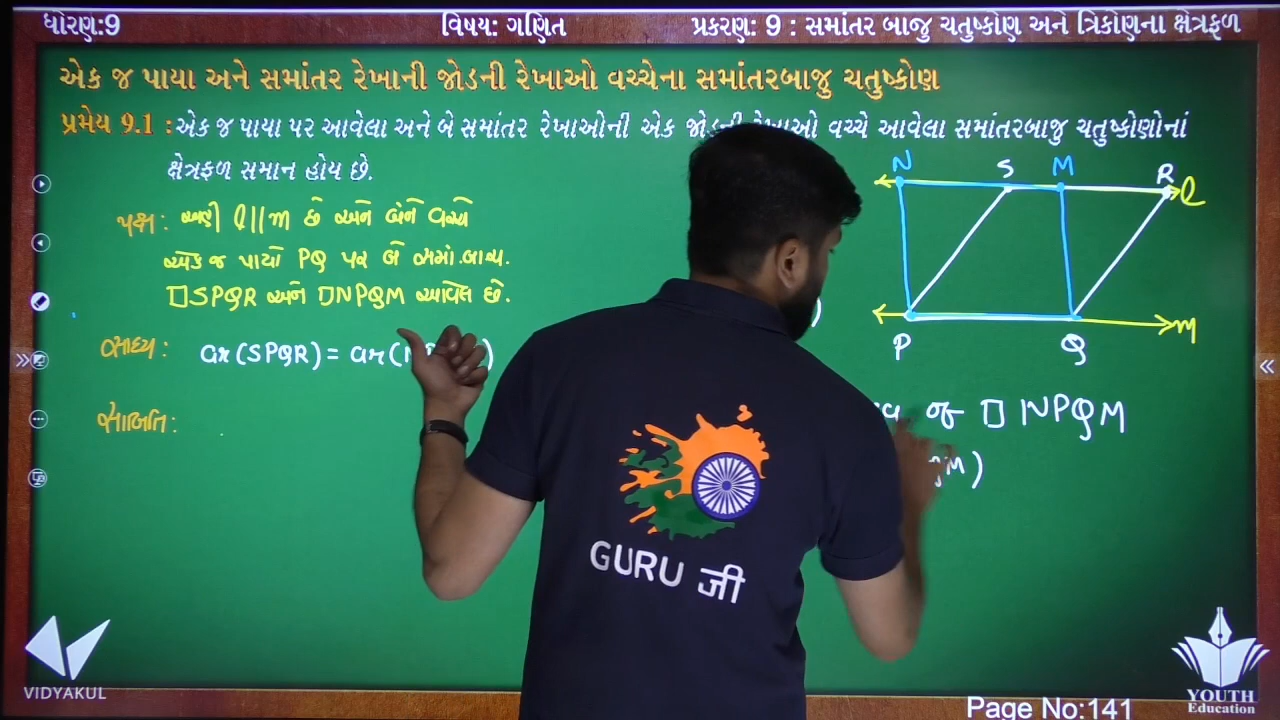 ધોરણ:9 વિષય: ગણિત પ્રકરણ: 9 : સમાંતર બાજુ ચતુષ્કોણ અને ત્રિકોણના ક્ષેત્રફળ
એક જ પાયા અને સમાંતર રેખાની જોડની રેખાઓ વચ્ચેના સમાંતરબાજુ ચતુષ્કોણ
પ્રમેય 9.1 : એક જ પાયા પર આવેલા અને બે સમાંતર રેખાઓની એક જોડની રેખાઓ વચ્ચે આવેલા સમાંતરબાજુ ચતુષ્કોણોનાં
ક્ષેત્રફળ સમાન હોય છે.
N S M R l
પક્ષ: અહીં l||m છે અને બંને વચ્ચે
એક જ પાયા PQ પર બે સમાં.બાચ.
□SPQR અને □NPQM આવેલ છે.
m
P Q
સાધ્ય: ar(SPQR) = ar(
જ □ NPQM
સાબિતિ:
M)
GURU जी
VIDYAKUL
YOUTH
Education
Page No:141